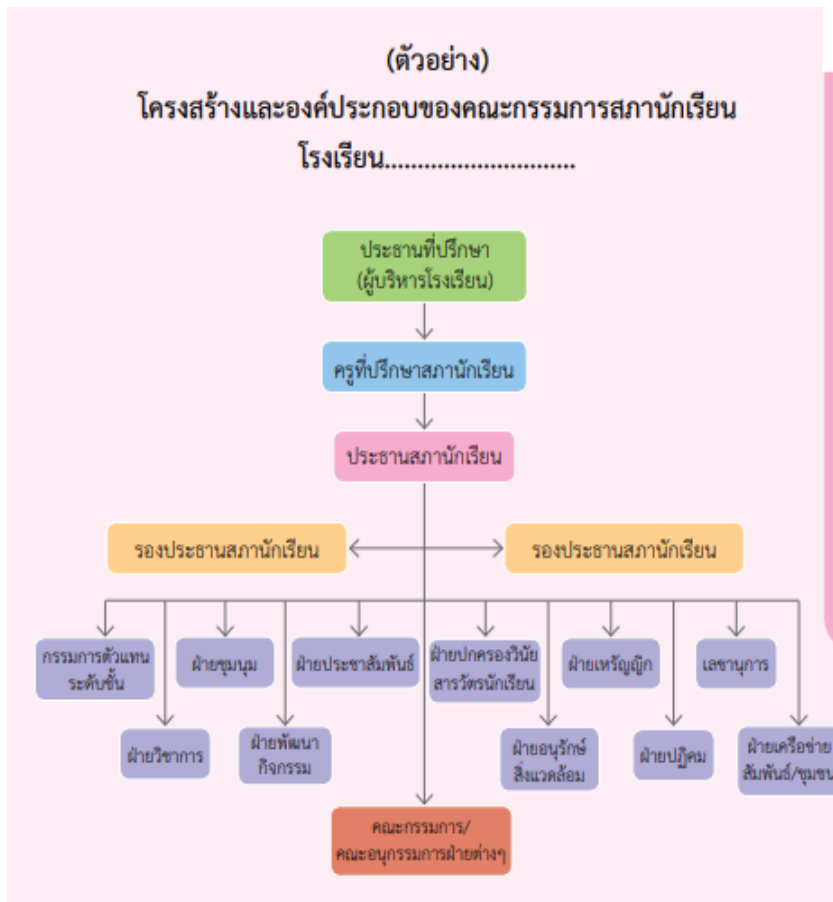 (ตัวอย่าง)
โครงสร้างและองค์ประกอบของคณะกรรมการสภานักเรียน
โรงเรียน.............................
ประธานที่ปรึกษา
(ผู้บริหารโรงเรียน)
ครูที่ปรึกษาสภานักเรียน
ประธานสภานักเรียน
รองประธานสภานักเรียน
รองประธานสภานักเรียน
กรรมการตัวแทน
ระดับชั้น
ฝ่ายชุมนุม
ฝ่ายประชาสัมพันธ์
ฝ่ายปกครองวินัย
สารวัตรนักเรียน
ฝ่ายเหรัญญิก
เลขานุการ
ฝ่ายวิชาการ
ฝ่ายพัฒนา
กิจกรรม
ฝ่ายอนุรักษ์
สิ่งแวดล้อม
ฝ่ายปฏิคม
ฝ่ายเครือข่าย
สัมพันธ์/ชุมชน
คณะกรรมการ/
คณะอนุกรรมการฝ่ายต่างๆ